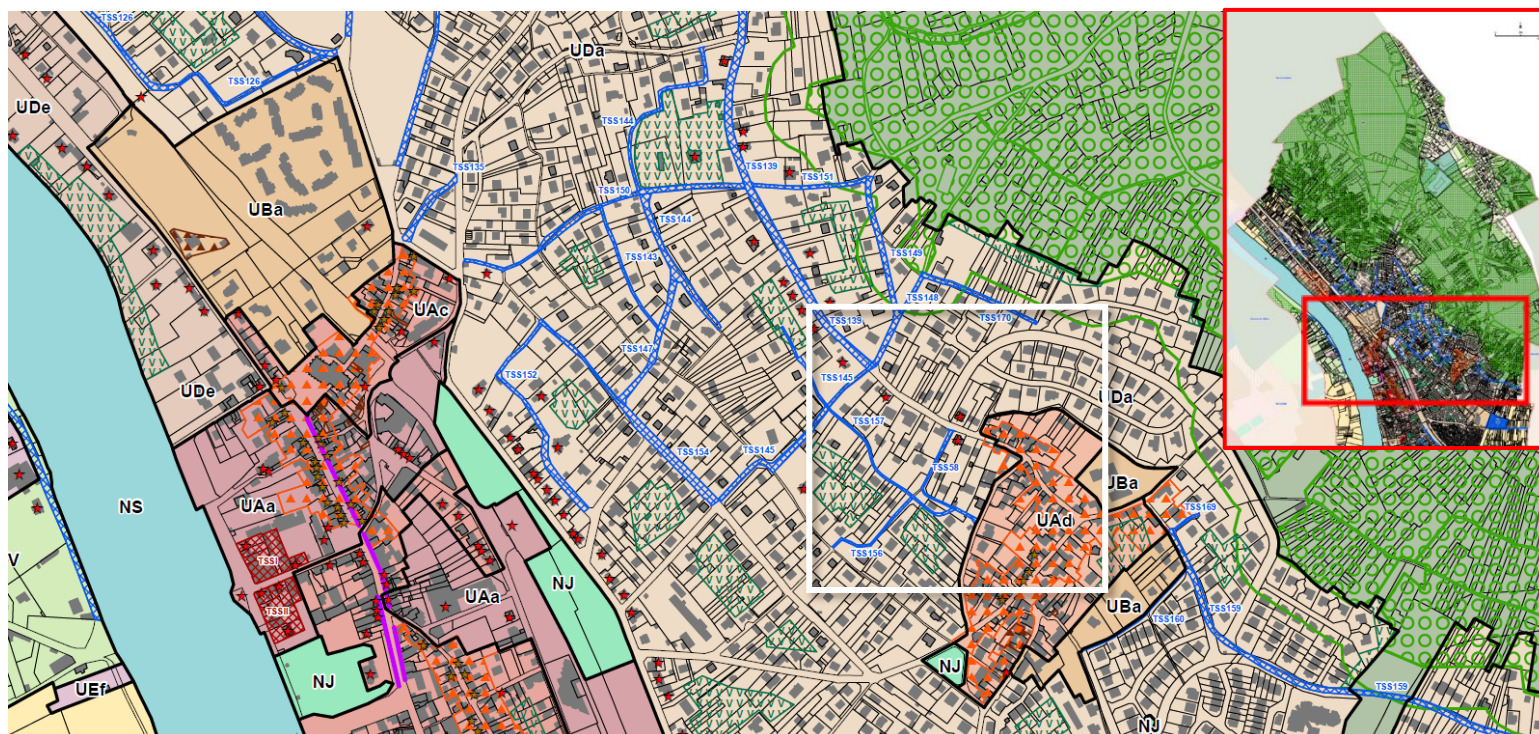 TSS126
UDa
TSS126
UDe
TSS144
TSS135
TSS139
TSS151
UBa
TSS150
TSS144
TSS149
TSS143
TSS148
UAc
TSS170
TSS139
TSS147
TSS152
TSS145
UDe
UDa
TSS157
UAa
TSS154
TSS145
TSS58
UBa
NS
TSS169
UAd
V
TSSI
TSS156
NJ
UAa
UBa
TSS159
TSSII
TSS160
NJ
NJ
UEf
TSS159
NJ